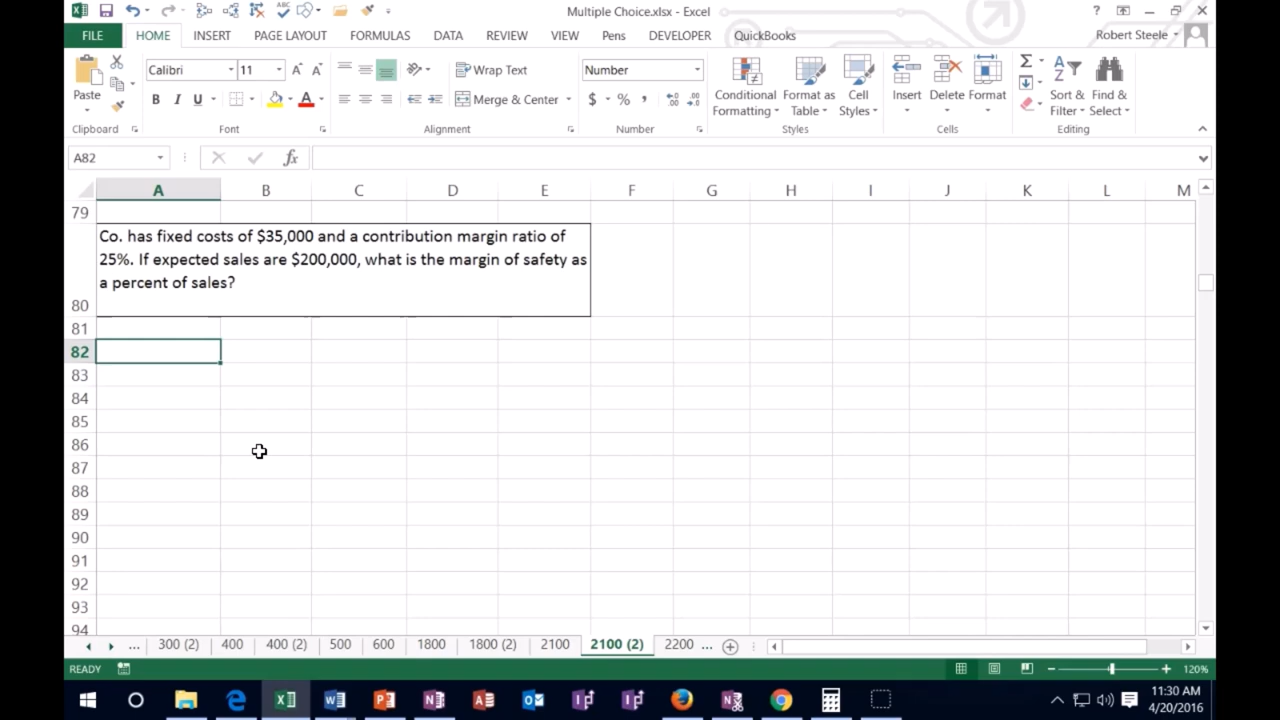 Multiple Choice.xlsx - Excel
?
FILE HOME INSERT PAGE LAYOUT FORMULAS DATA REVIEW VIEW Pens DEVELOPER QuickBooks Robert Steele
Paste
Calibri 11
B I U A
Wrap Text
Merge & Center
Number
$ % ,
Conditional Formatting
Format as Table
Cell Styles
Insert Delete Format
Sort & Filter
Find & Select
Clipboard Font Alignment Number Styles Cells Editing
A82 fx
A B C D E F G H I J K L M
79
Co. has fixed costs of $35,000 and a contribution margin ratio of
25%. If expected sales are $200,000, what is the margin of safety as
a percent of sales?
80
81
82
83
84
85
86
87
88
89
90
91
92
93
94
... 300 (2) 400 400 (2) 500 600 1800 1800 (2) 2100 2100 (2) 2200 ...
READY 120%
11:30 AM
4/20/2016